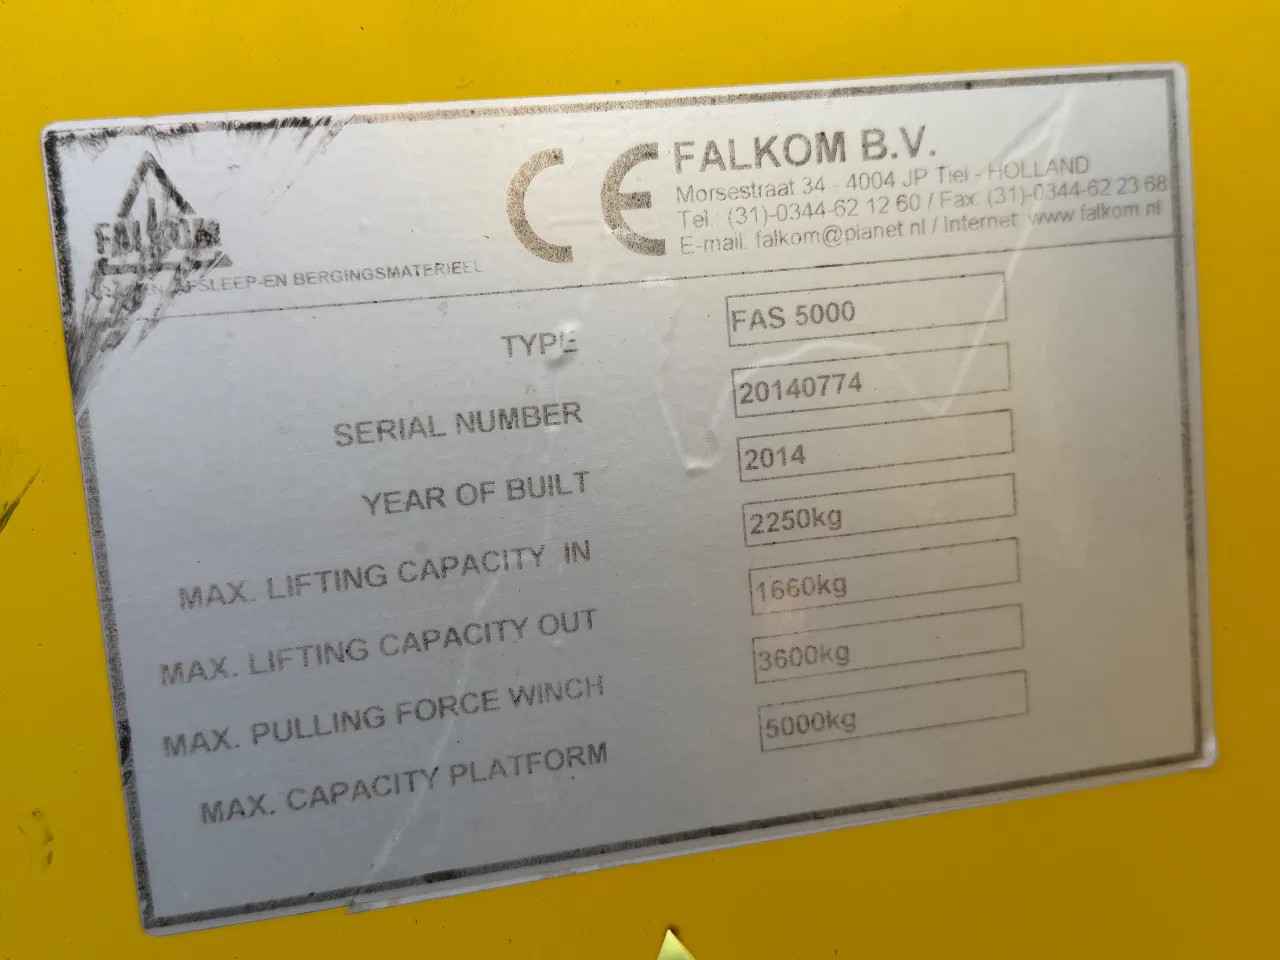 FALKOM
AFSLEEP-EN BERGINGSMATERIEEL
CE
FALKOM B.V.
Morsestraat 34 - 4004 JP Tiel - HOLLAND
Tel : (31)-0344-62 12 60 / Fax: (31)-0344-62 23 68
E-mail: falkom@planet.nl / Internet: www.falkom.nl
TYPE FAS 5000
SERIAL NUMBER 20140774
YEAR OF BUILT 2014
MAX. LIFTING CAPACITY IN 2250kg
MAX. LIFTING CAPACITY OUT 1660kg
MAX. PULLING FORCE WINCH 3600kg
MAX. CAPACITY PLATFORM 5000kg